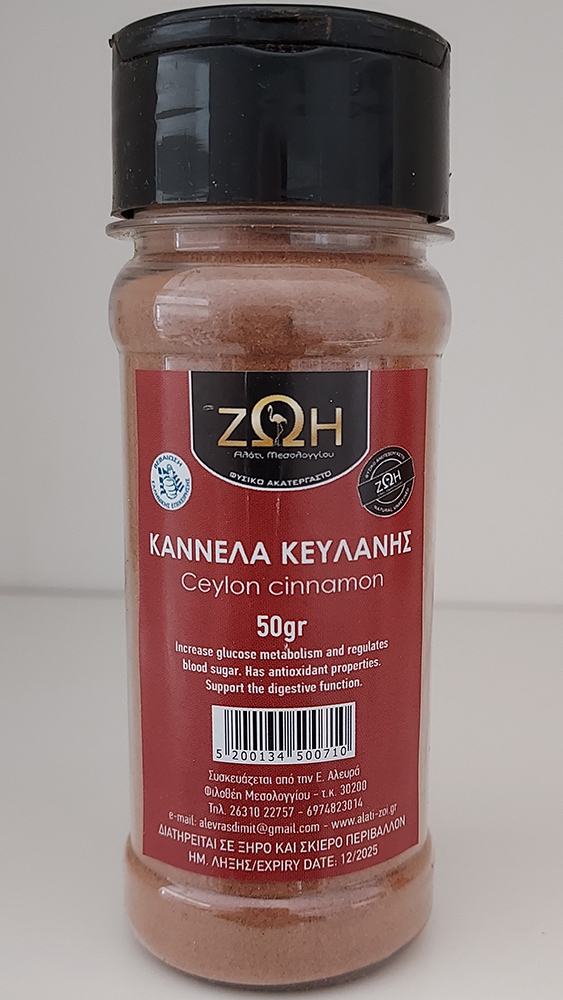 ΖΩΗ
Αλάτι Μεσολογγίου
ΦΥΣΙΚΟ ΑΚΑΤΕΡΓΑΣΤΟ
ΒΕΒΑΙΩΣΗ
ΖΩΗ
ΚΑΝΝΕΛΑ ΚΕΥΛΑΝΗΣ
Ceylon cinnamon
50gr
Increase glucose metabolism and regulates
blood sugar. Has antioxidant properties.
Support the digestive function.
5 200134 500710
Συσκευάζεται από την Ε. Αλευρά
Φιλοθέη Μεσολογγίου - τ.κ. 30200
Τηλ. 26310 22757 - 6974823014
e-mail: alevrasdimit@gmail.com - www.alati-zoi.gr
ΔΙΑΤΗΡΕΙΤΑΙ ΣΕ ΞΗΡΟ ΚΑΙ ΣΚΙΕΡΟ ΠΕΡΙΒΑΛΛΟΝ
ΗΜ. ΛΗΞΗΣ/EXPIRY DATE: 12/2025